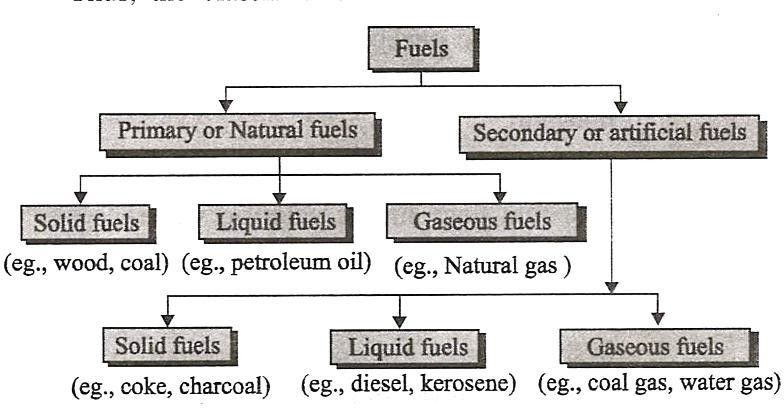 Fuels
Primary or Natural fuels
Secondary or artificial fuels
Solid fuels
Liquid fuels
Gaseous fuels
(eg., wood, coal)
(eg., petroleum oil)
(eg., Natural gas )
Solid fuels
Liquid fuels
Gaseous fuels
(eg., coke, charcoal)
(eg., diesel, kerosene)
(eg., coal gas, water gas)